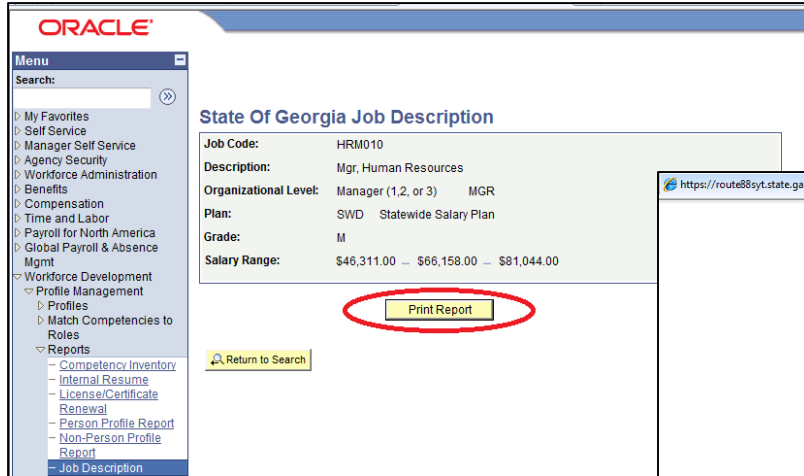 ORACLE
Menu
Search:
My Favorites
Self Service
Manager Self Service
Agency Security
Workforce Administration
Benefits
Compensation
Time and Labor
Payroll for North America
Global Payroll & Absence
Mgmt
Workforce Development
Profile Management
Profiles
Match Competencies to
Roles
Reports
– Competency Inventory
– Internal Resume
– License/Certificate
Renewal
– Person Profile Report
– Non-Person Profile
Report
– Job Description
State Of Georgia Job Description
Job Code: HRM010
Description: Mgr, Human Resources
Organizational Level: Manager (1,2, or 3) MGR
Plan: SWD Statewide Salary Plan
Grade: M
Salary Range: $46,311.00 – $66,158.00 – $81,044.00
Print Report
Return to Search
https://route88syt.state.ga